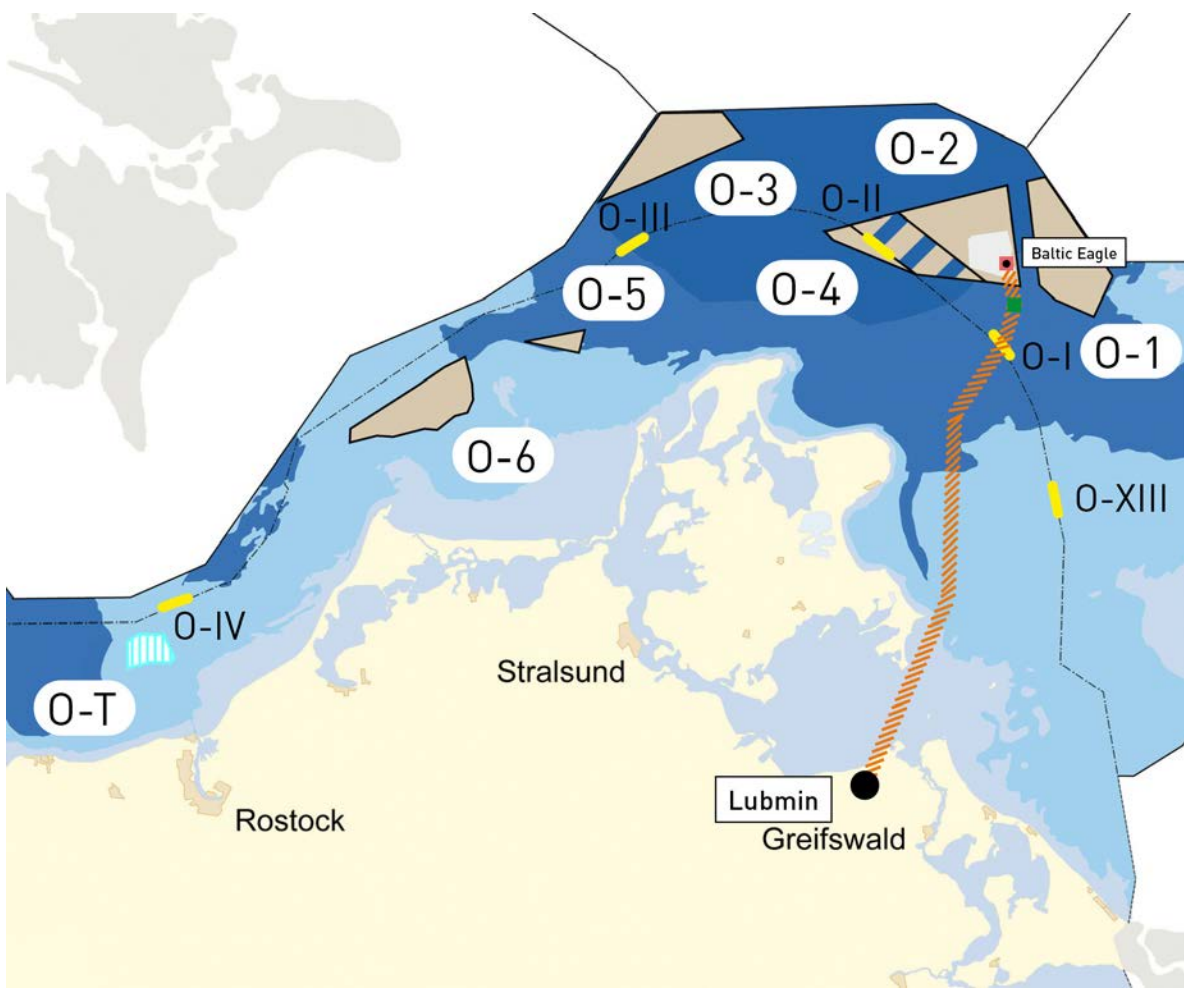 O-2
O-3
O-II
O-III
Baltic Eagle
O-5
O-4
O-I
O-1
O-6
O-XIII
O-IV
Stralsund
O-T
Lubmin
Rostock
Greifswald